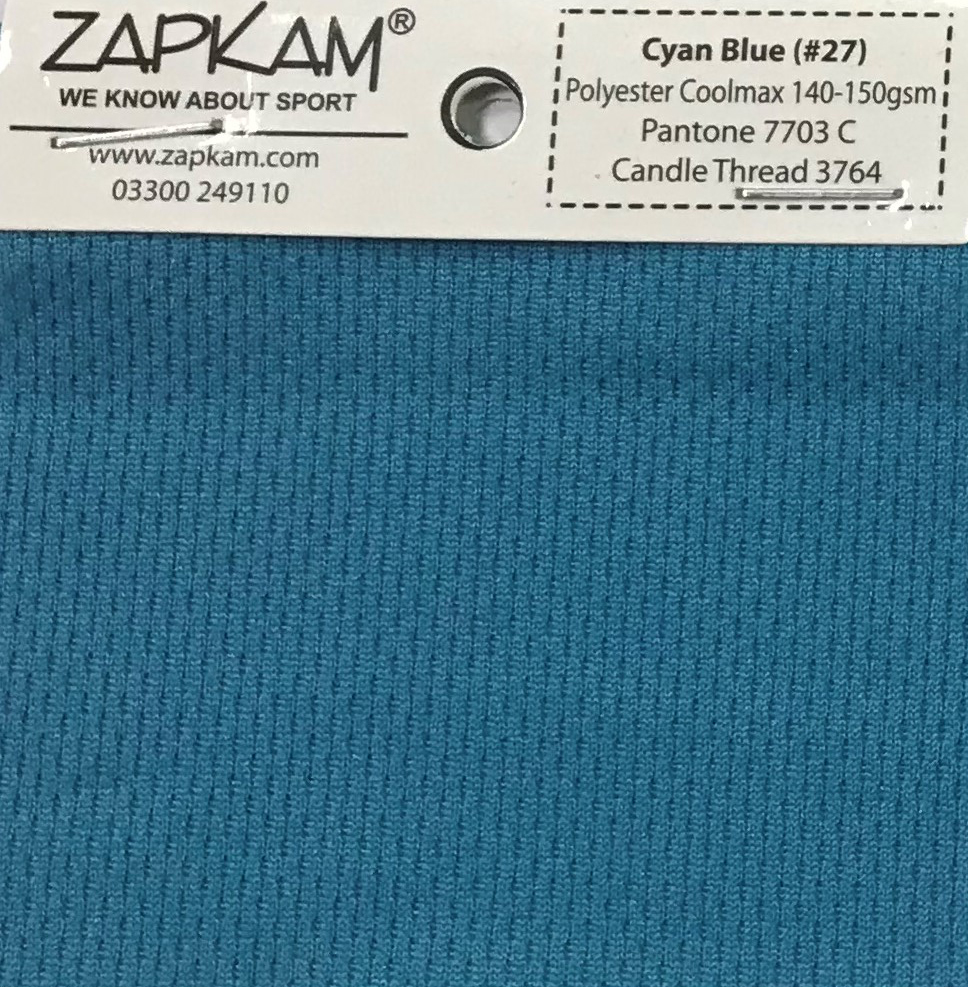 ZAPKAM®
WE KNOW ABOUT SPORT
www.zapkam.com
03300 249110
Cyan Blue (#27)
Polyester Coolmax 140-150gsm
Pantone 7703 C
Candle Thread 3764